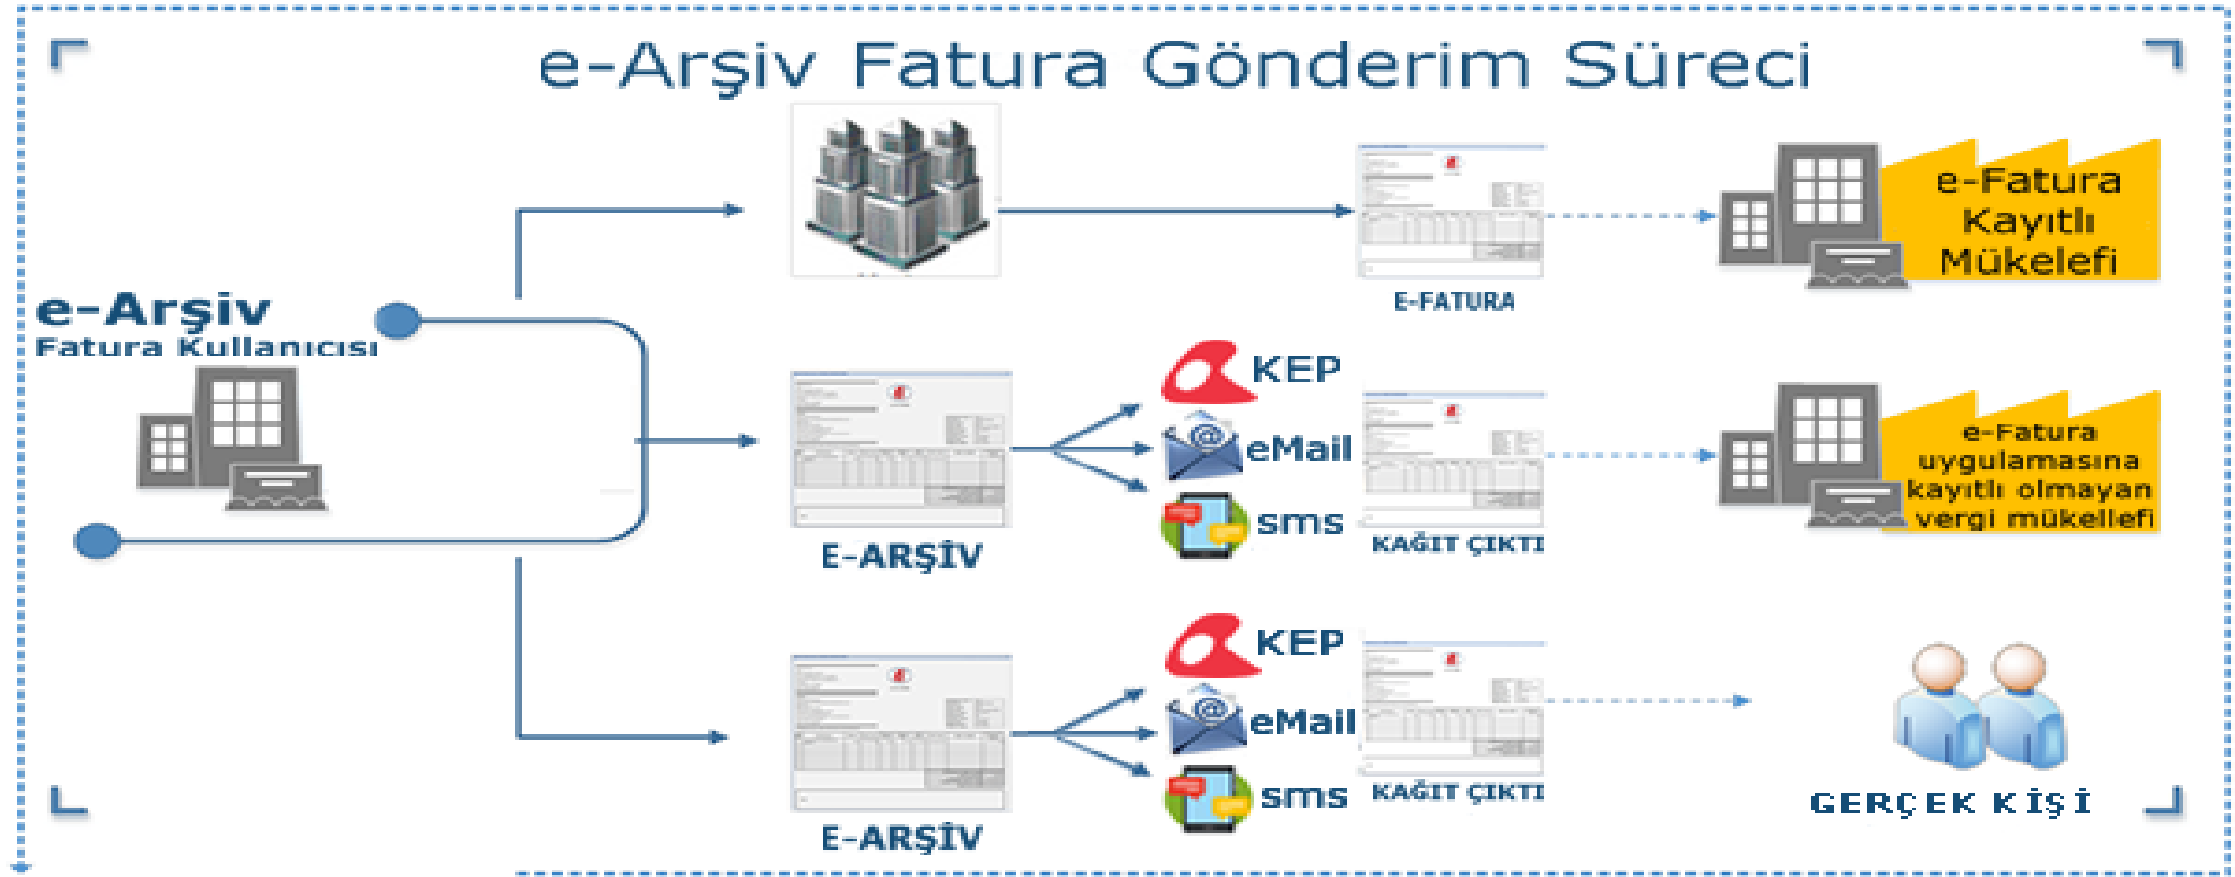 e-Arşiv Fatura Gönderim Süreci
e-Fatura
Kayıtlı
Mükelefi
E-FATURA
e-Arşiv
Fatura Kullanıcısı
KEP
eMail
sms
E-ARŞİV
KAĞIT ÇIKTI
e-Fatura
uygulamasına
kayıtlı olmayan
vergi mükellefi
KEP
eMail
sms
E-ARŞİV
KAĞIT ÇIKTI
GERÇEK KİŞİ